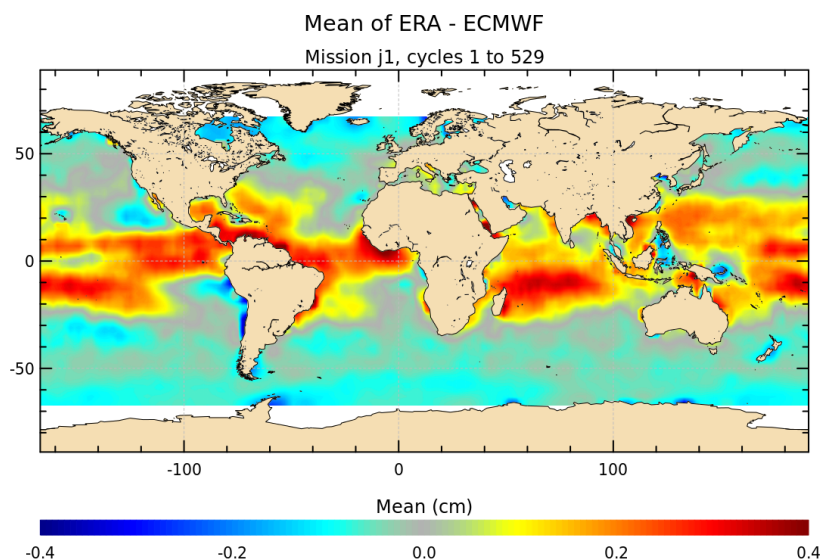 Mean of ERA - ECMWF
Mission j1, cycles 1 to 529
50
0
-50
-100 0 100
Mean (cm)
-0.4 -0.2 0.0 0.2 0.4